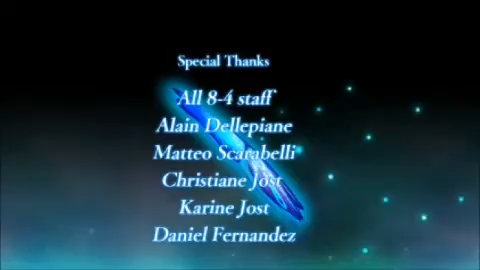 Special Thanks
All 8-4 staff
Alain Dellepiane
Matteo Scarabelli
Christiane Jost
Karine Jost
Daniel Fernandez